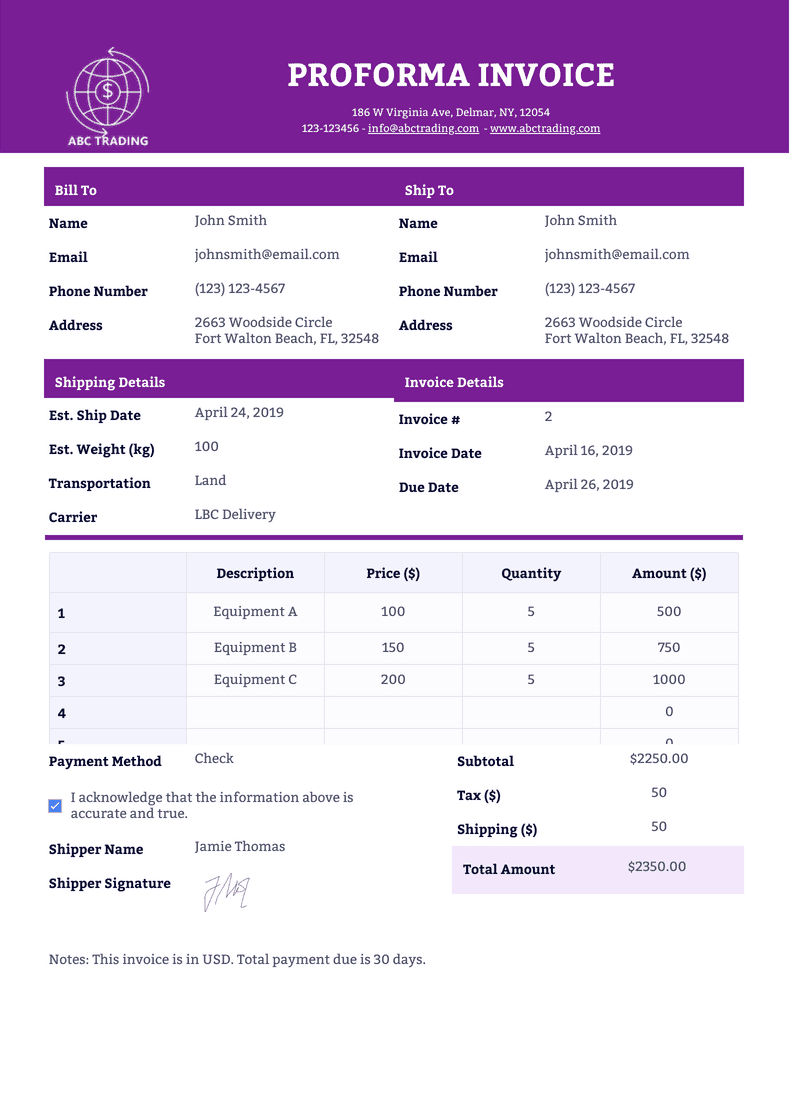 PROFORMA INVOICE
186 W Virginia Ave, Delmar, NY, 12054
123-123456 - info@abctrading.com - www.abctrading.com
$
ABC TRADING
Bill To
Name John Smith
Email johnsmith@email.com
Phone Number (123) 123-4567
Address 2663 Woodside Circle
Fort Walton Beach, FL, 32548
Ship To
Name John Smith
Email johnsmith@email.com
Phone Number (123) 123-4567
Address 2663 Woodside Circle
Fort Walton Beach, FL, 32548
Shipping Details
Est. Ship Date April 24, 2019
Est. Weight (kg) 100
Transportation Land
Carrier LBC Delivery
Invoice Details
Invoice # 2
Invoice Date April 16, 2019
Due Date April 26, 2019
Description Price ($) Quantity Amount ($)
1 Equipment A 100 5 500
2 Equipment B 150 5 750
3 Equipment C 200 5 1000
4 0
Payment Method Check
I acknowledge that the information above is
accurate and true.
Shipper Name Jamie Thomas
Shipper Signature
Subtotal $2250.00
Tax ($) 50
Shipping ($) 50
Total Amount $2350.00
Notes: This invoice is in USD. Total payment due is 30 days.